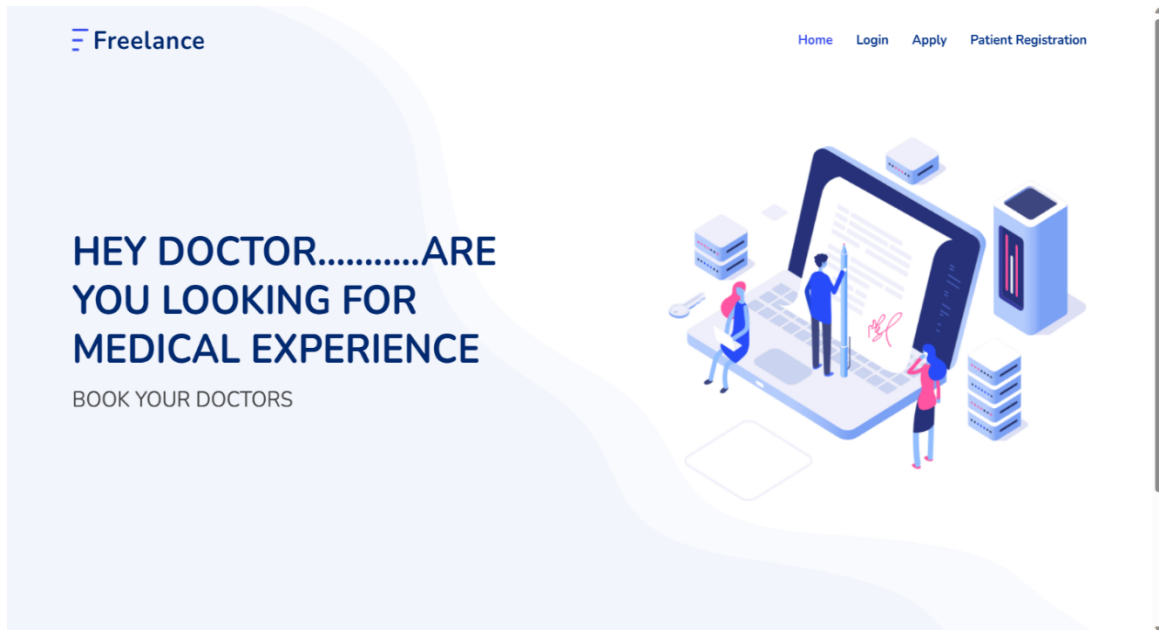 Freelance
Home Login Apply Patient Registration
HEY DOCTOR...........ARE
YOU LOOKING FOR
MEDICAL EXPERIENCE
BOOK YOUR DOCTORS